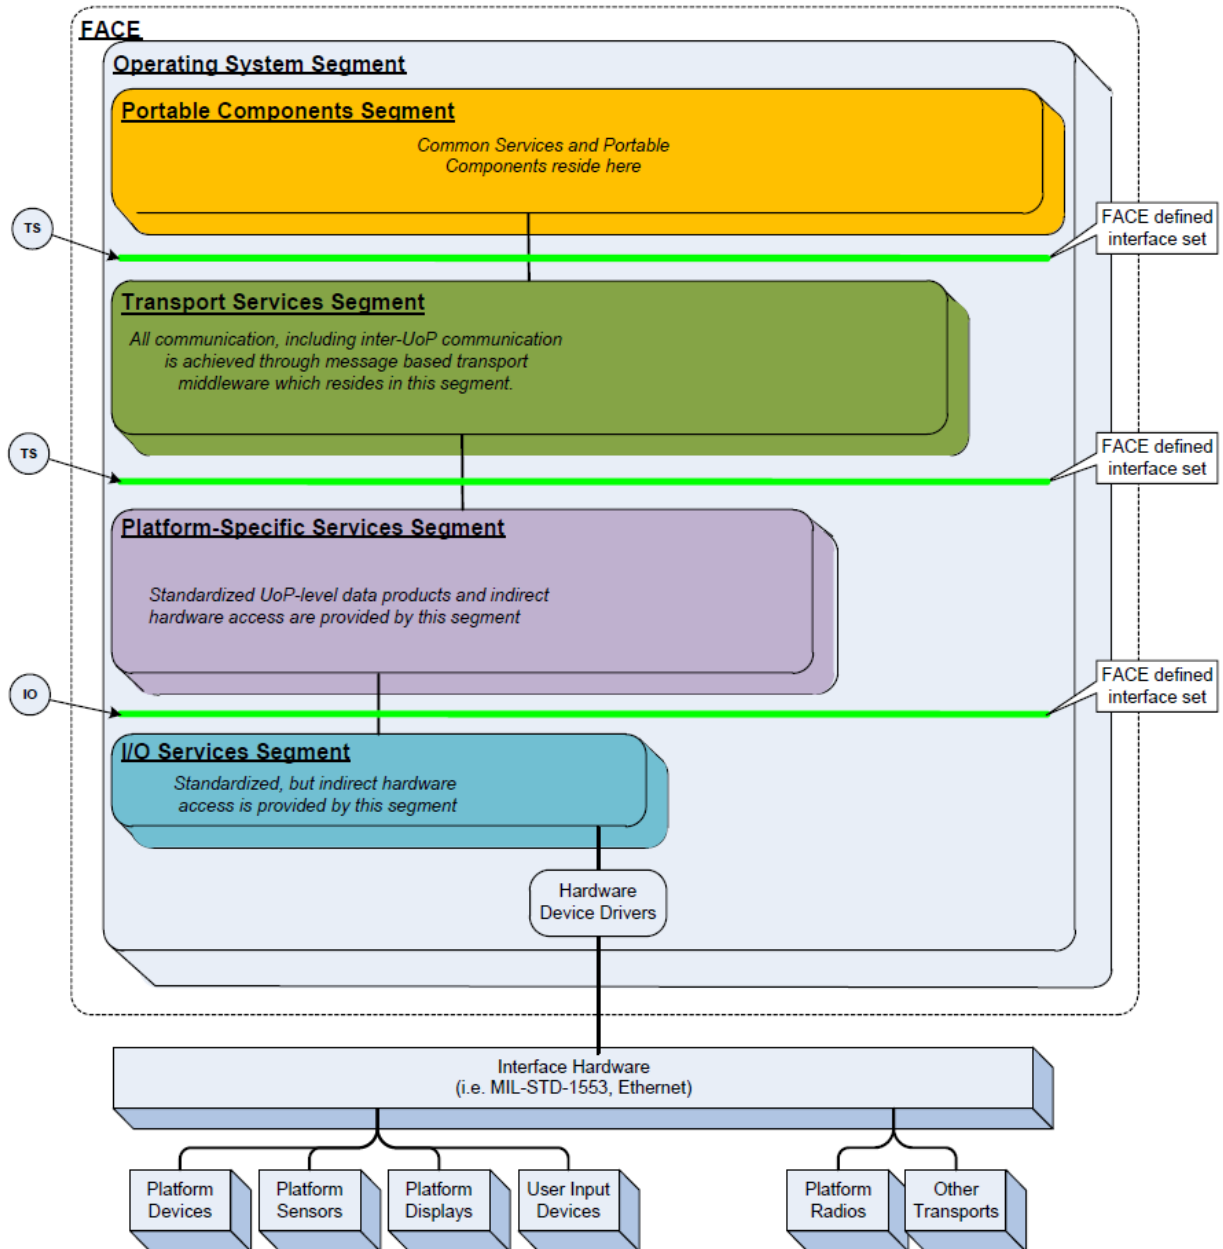 FACE
Operating System Segment
Portable Components Segment
Common Services and Portable
Components reside here
TS
FACE defined
interface set
Transport Services Segment
All communication, including inter-UoP communication
is achieved through message based transport
middleware which resides in this segment.
TS
FACE defined
interface set
Platform-Specific Services Segment
Standardized UoP-level data products and indirect
hardware access are provided by this segment
IO
FACE defined
interface set
I/O Services Segment
Standardized, but indirect hardware
access is provided by this segment
Hardware
Device Drivers
Interface Hardware
(i.e. MIL-STD-1553, Ethernet)
Platform
Devices
Platform
Sensors
Platform
Displays
User Input
Devices
Platform
Radios
Other
Transports